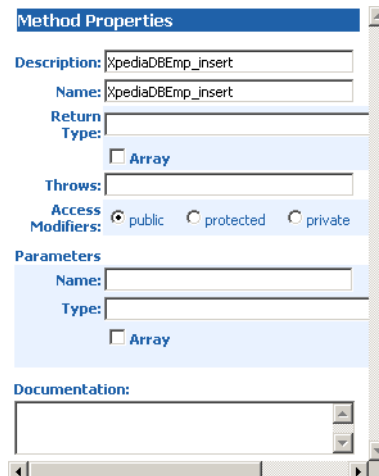 Method Properties
Description: XpediaDBEmp_insert
Name: XpediaDBEmp_insert
Return
Type:
Array
Throws:
Access
Modifiers: public protected private
Parameters
Name:
Type:
Array
Documentation: